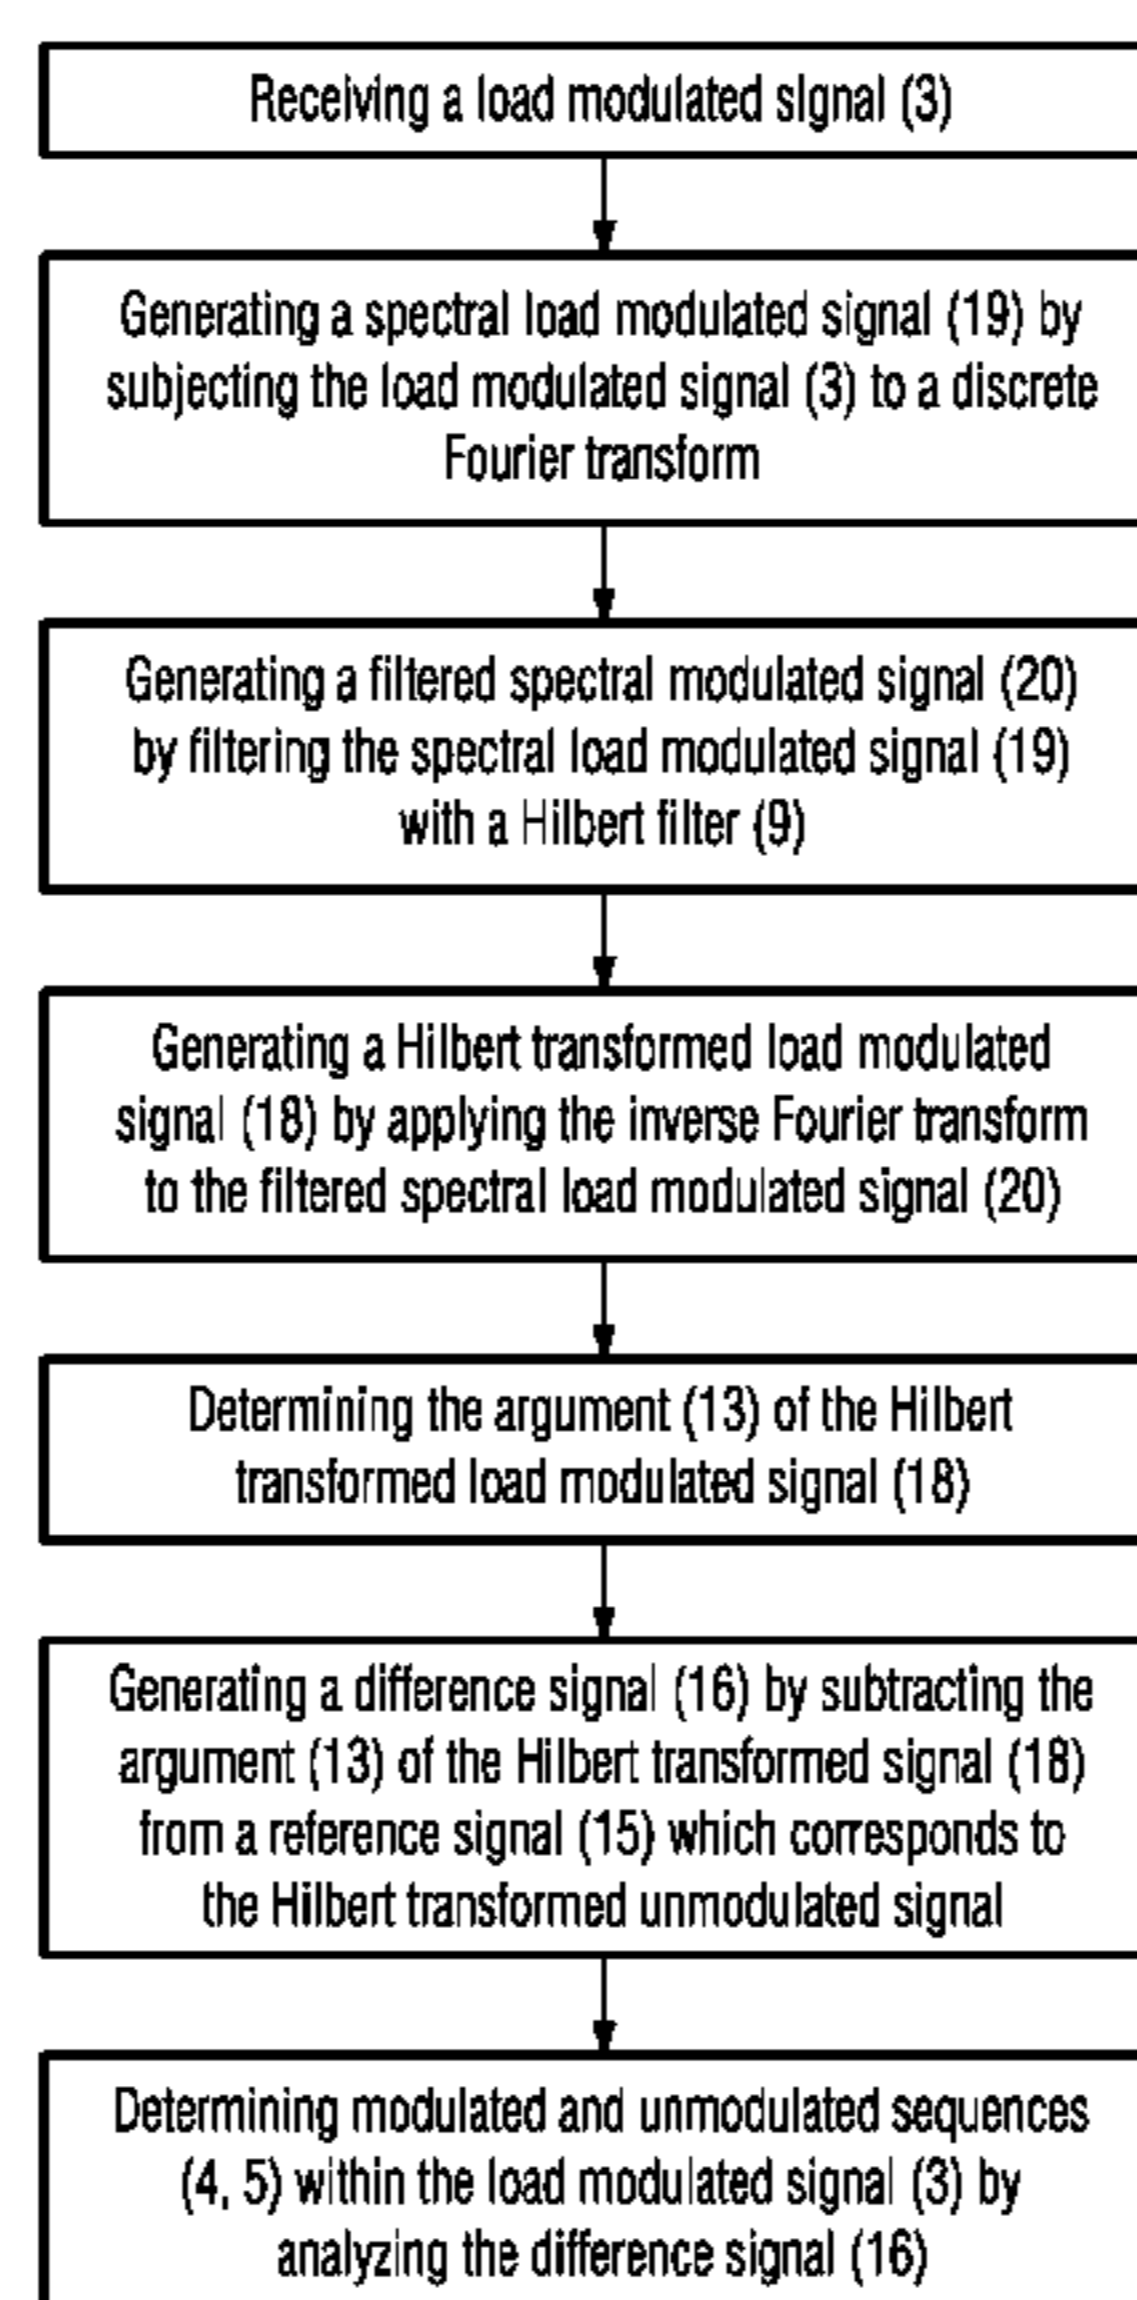 Receiving a load modulated signal (3)
Generating a spectral load modulated signal (19) by
subjecting the load modulated signal (3) to a discrete
Fourier transform
Generating a filtered spectral modulated signal (20)
by filtering the spectral load modulated signal (19)
with a Hilbert filter (9)
Generating a Hilbert transformed load modulated
signal (18) by applying the inverse Fourier transform
to the filtered spectral load modulated signal (20)
Determining the argument (13) of the Hilbert
transformed load modulated signal (18)
Generating a difference signal (16) by subtracting the
argument (13) of the Hilbert transformed signal (18)
from a reference signal (15) which corresponds to
the Hilbert transformed unmodulated signal
Determining modulated and unmodulated sequences
(4, 5) within the load modulated signal (3) by
analyzing the difference signal (16)